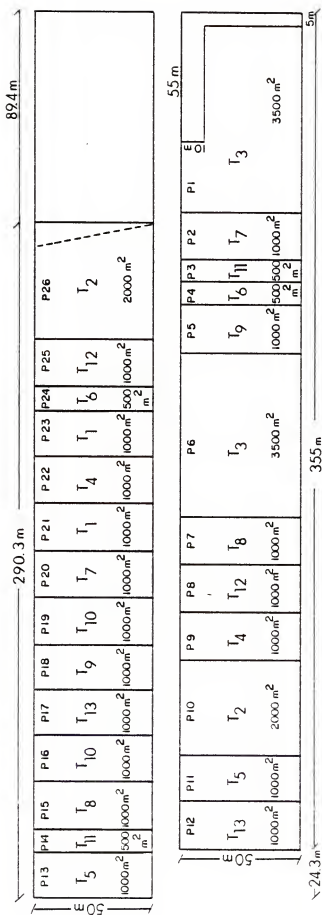 290.3 m
89.4 m
50m
P13 T5 1000 m²
P14 T11 500 m²
P15 T8 1000 m²
P16 T10 1000 m²
P17 T13 1000 m²
P18 T9 1000 m²
P19 T10 1000 m²
P20 T7 1000 m²
P21 T1 1000 m²
P22 T4 1000 m²
P23 T1 1000 m²
P24 T6 500 m²
P25 T12 1000 m²
P26 T2 2000 m²
50m
P12 T13 1000 m²
P11 T5 1000 m²
P10 T2 2000 m²
P9 T4 1000 m²
P8 T12 1000 m²
P7 T8 1000 m²
P6 T3 3500 m²
P5 T9 1000 m²
P4 T6 500 m²
P3 T11 500 m²
P2 T7 1000 m²
P1 T3 3500 m²
10 m
55 m
5m
24.3m
355 m